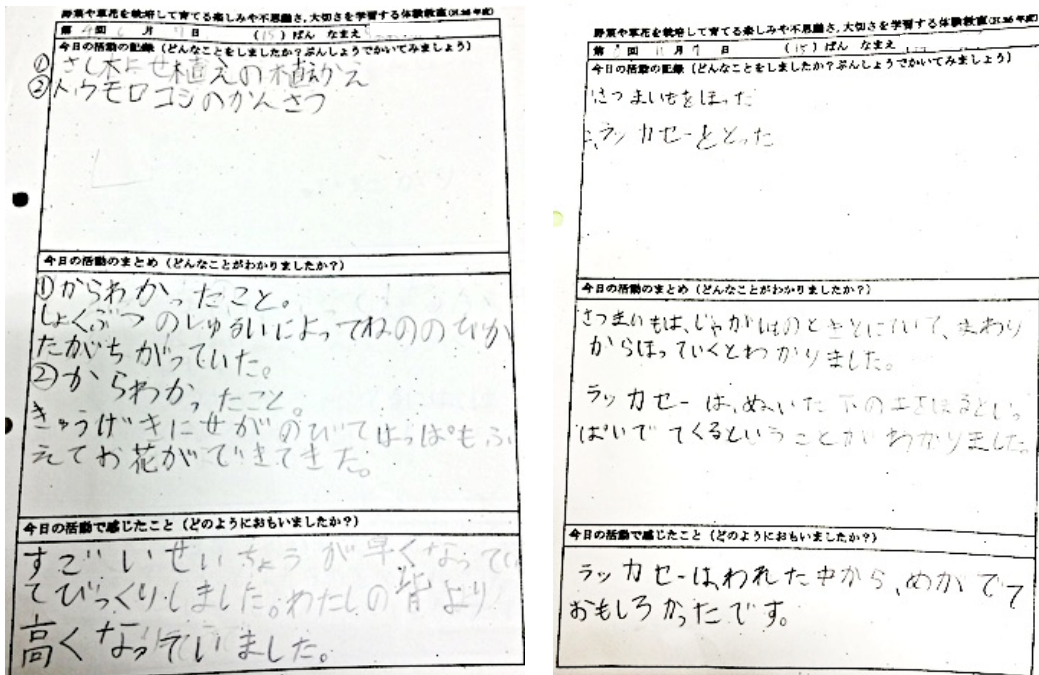 野菜や草花を栽培して育てる楽しみや不思議さ,大切さを学習する体験教室(H.26年度)
第 4回 6月 7日 (15)ばん なまえ
今日の活動の記録(どんなことをしましたか?ぶんしょうでかいてみましょう)
①さし木にせ植えの植かえ
②トウモロコシのかんさつ
今日の活動のまとめ(どんなことがわかりましたか?)
①からわかったこと。
しょくぶつのしゅるいによってねののびか
たがちがっていた。
②からわかったこと。
きゅうげきにせがのびてはっぱもふ
えてお花ができてきた。
今日の活動で感じたこと(どのようにおもいましたか?)
すごいせいちょうが早くなってい
てびっくりしました。わたしの背より
高くなっていました。
野菜や草花を栽培して育てる楽しみや不思議さ,大切さを学習する体験教室(H.26年度)
第 回 11月 日 (15)ばん なまえ
今日の活動の記録(どんなことをしましたか?ぶんしょうでかいてみましょう)
さつまいもをほった
ラッカセーをとった
今日の活動のまとめ(どんなことがわかりましたか?)
さつまいもは、じゃがいものときとにていて、まわり
からほっていくとわかりました。
ラッカセーは、ぬいた下の土をほるといっ
ぱいでてくるということがわかりました。
今日の活動で感じたこと(どのようにおもいましたか?)
ラッカセーは、われた中から、めがでて
おもしろかったです。